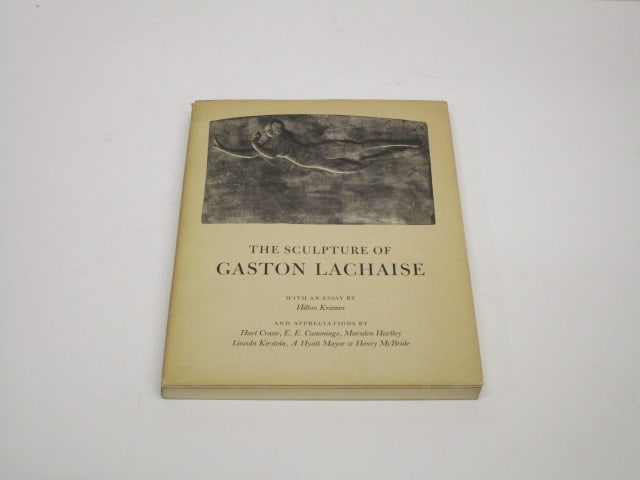 THE SCULPTURE OF
GASTON LACHAISE
WITH AN ESSAY BY
Hilton Kramer
AND APPRECIATIONS BY
Hart Crane, E. E. Cummings, Marsden Hartley
Lincoln Kirstein, A. Hyatt Mayor & Henry McBride